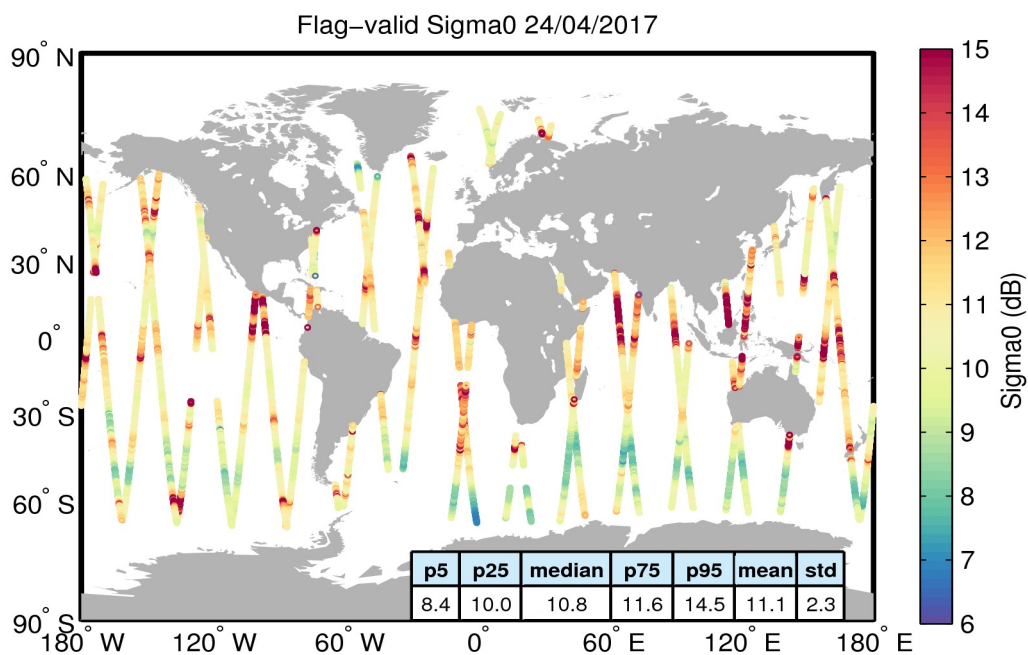 Flag-valid Sigma0 24/04/2017
90° N
60° N
30° N
0°
30° S
60° S
90° S
180° W
120° W
60° W
0°
60° E
120° E
180° E
p5 p25 median p75 p95 mean std
8.4 10.0 10.8 11.6 14.5 11.1 2.3
15
14
13
12
11
10
9
8
7
6
Sigma0 (dB)